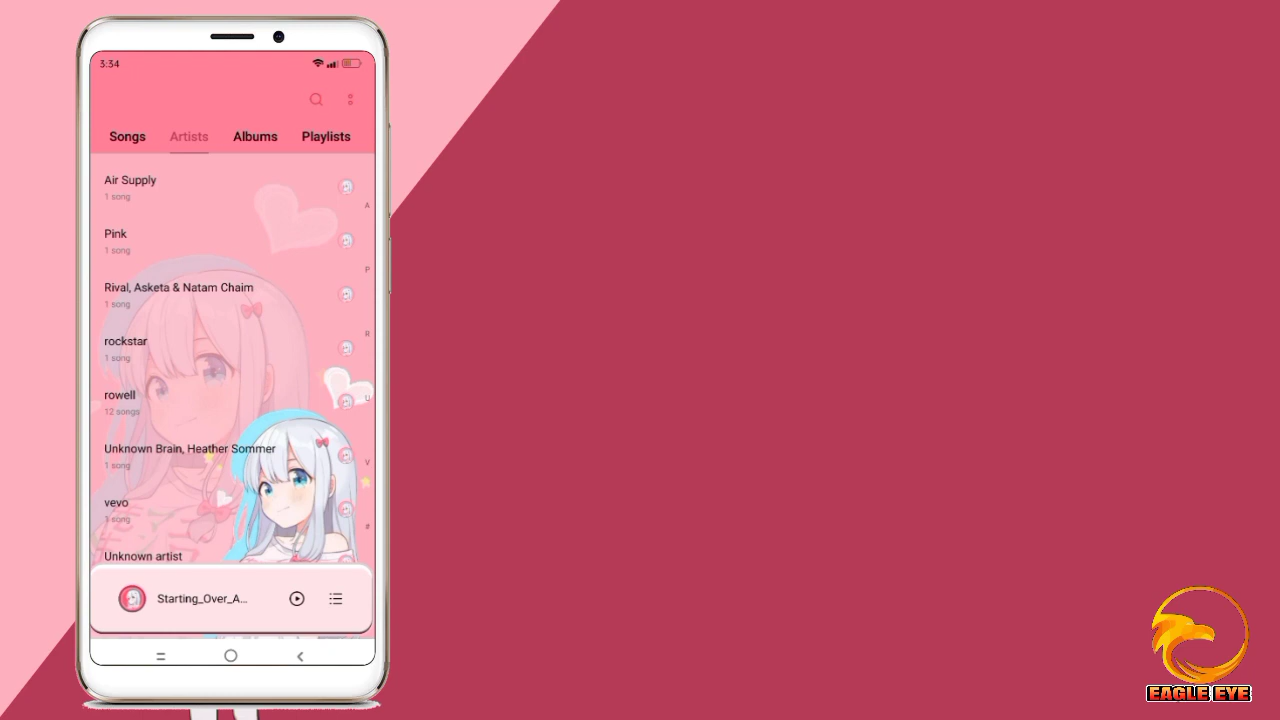 3:34
Songs Artists Albums Playlists
Air Supply
1 song
A
Pink
1 song
P
Rival, Asketa & Natam Chaim
1 song
R
rockstar
1 song
rowell
12 songs
U
Unknown Brain, Heather Sommer
1 song
V
vevo
1 song
#
Unknown artist
Starting_Over_A...
EAGLE EYE